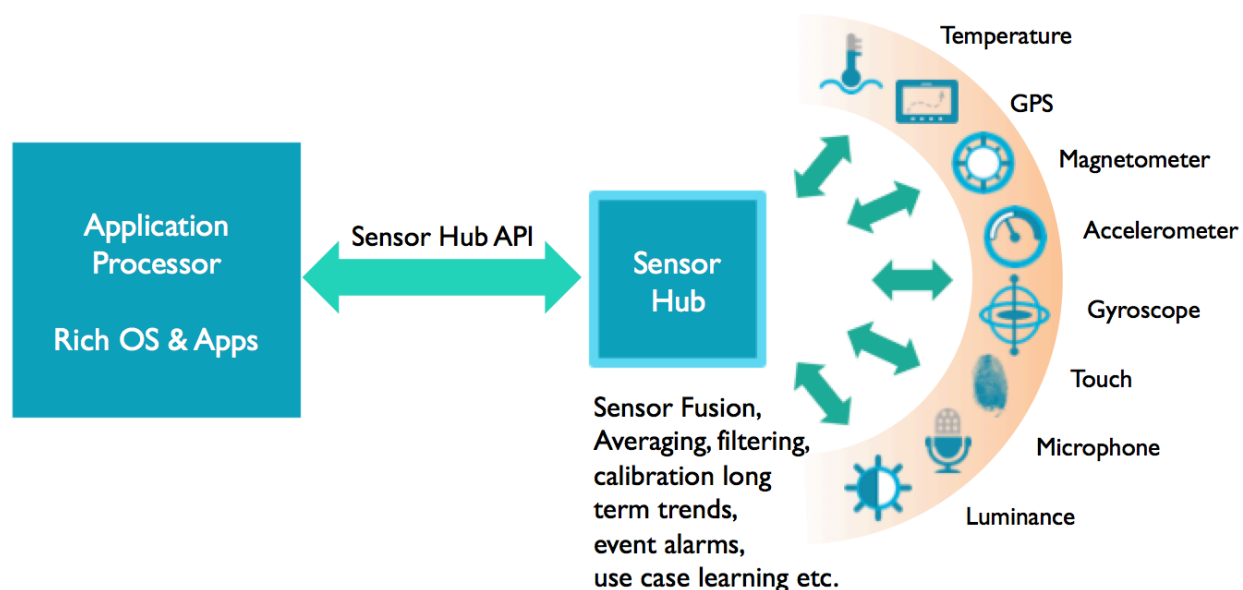 Application
Processor
Rich OS & Apps
Sensor Hub API
Sensor
Hub
Sensor Fusion,
Averaging, filtering,
calibration long
term trends,
event alarms,
use case learning etc.
Temperature
GPS
Magnetometer
Accelerometer
Gyroscope
Touch
Microphone
Luminance